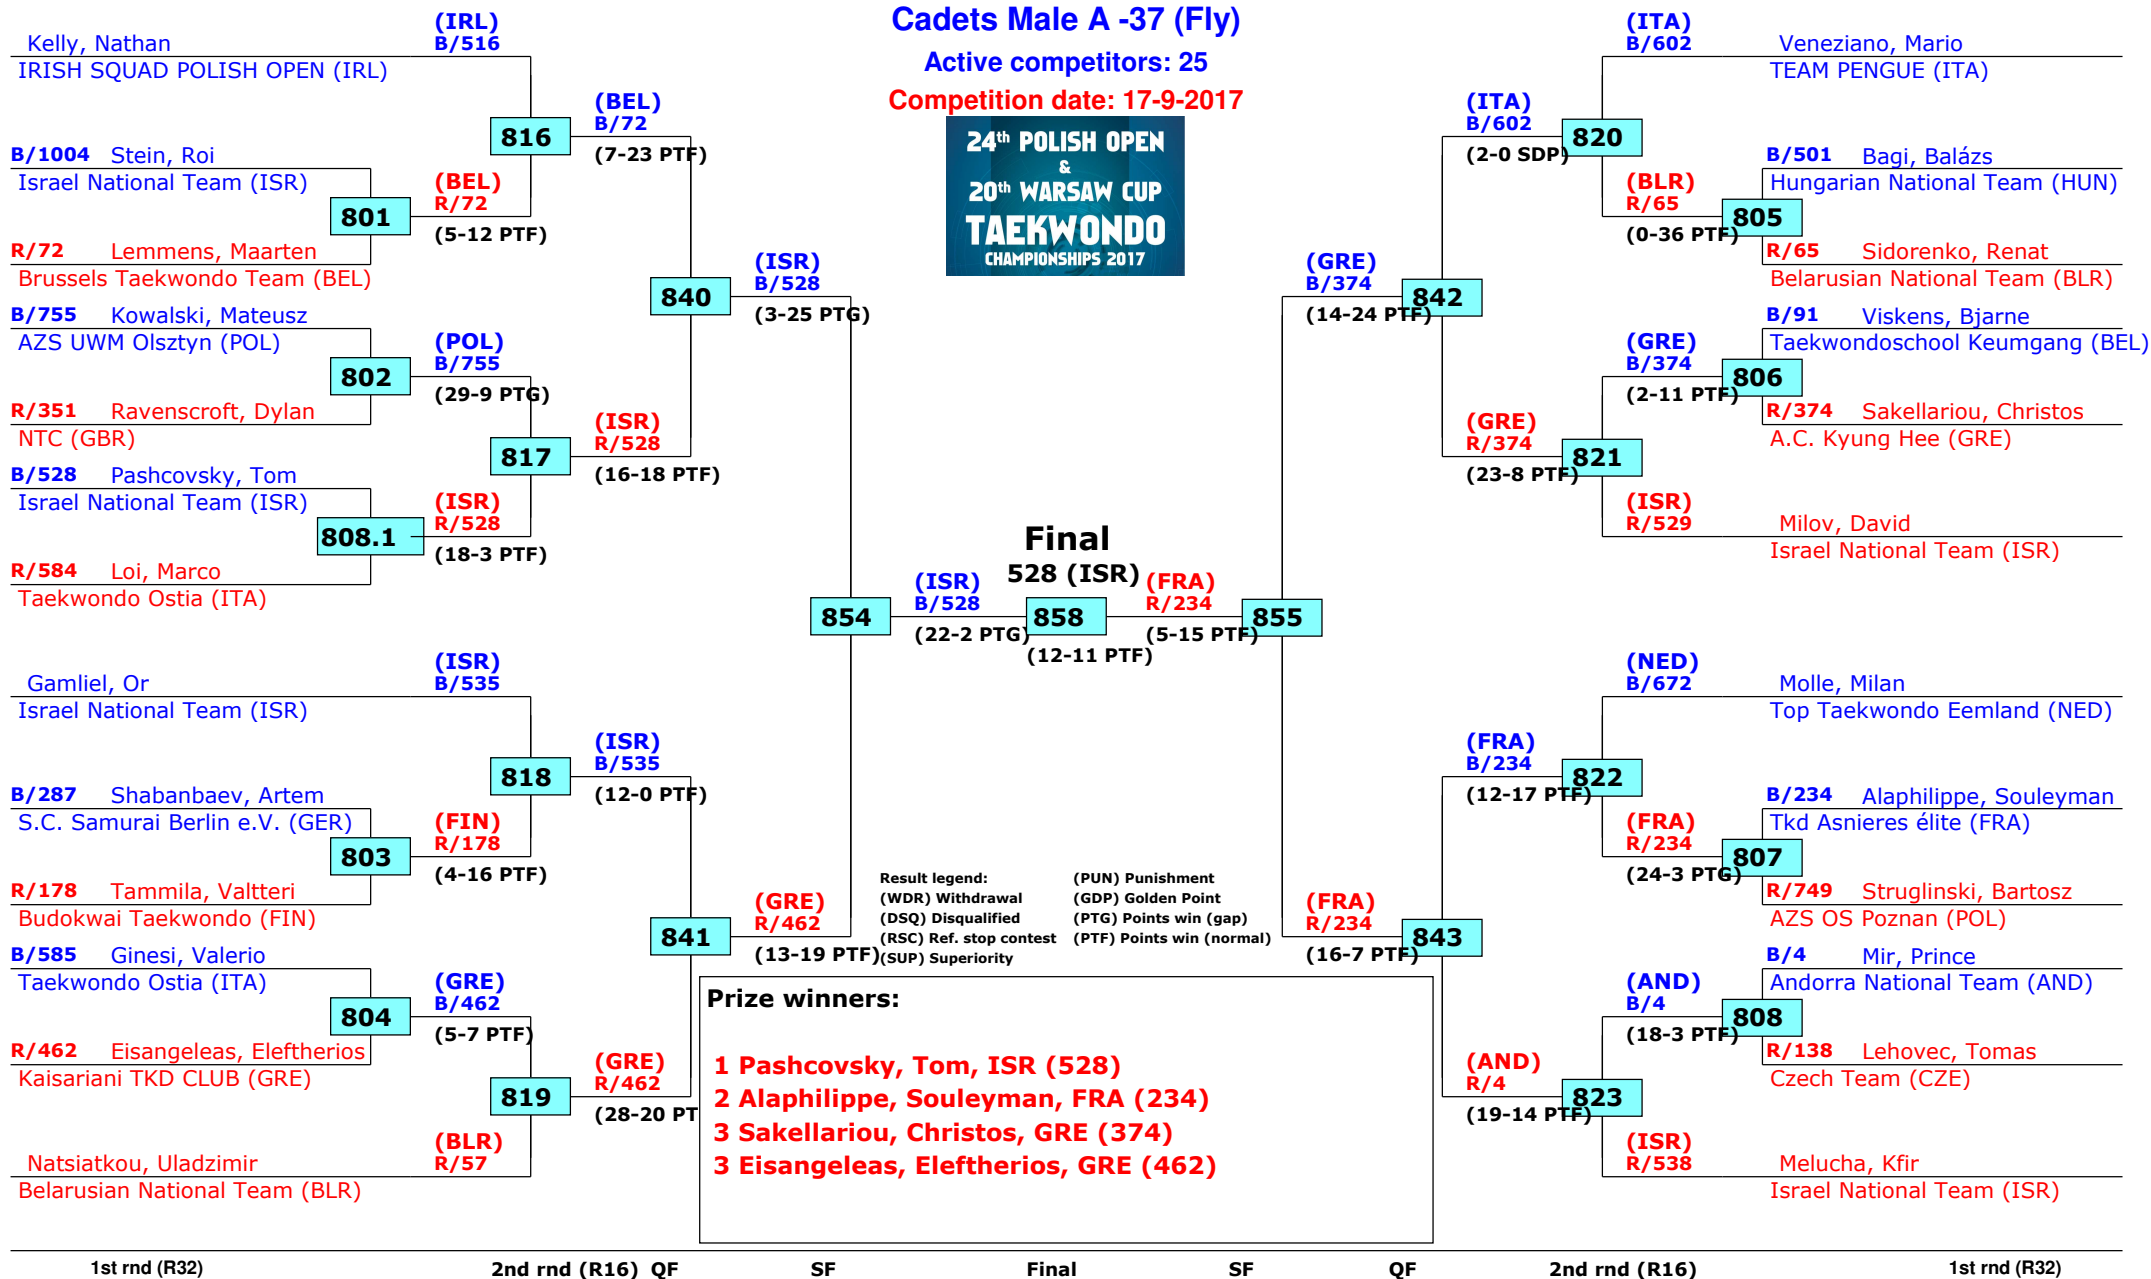 Cadets Male A -37 (Fly)
Active competitors: 25
Competition date: 17-9-2017
24th POLISH OPEN
&
20th WARSAW CUP
TAEKWONDO
CHAMPIONSHIPS 2017
(IRL)
B/516
Kelly, Nathan
IRISH SQUAD POLISH OPEN (IRL)
B/1004 Stein, Roi
Israel National Team (ISR)
801
(BEL)
R/72
(5-12 PTF)
R/72 Lemmens, Maarten
Brussels Taekwondo Team (BEL)
816
(BEL)
B/72
(7-23 PTF)
B/755 Kowalski, Mateusz
AZS UWM Olsztyn (POL)
802
(POL)
B/755
(29-9 PTG)
R/351 Ravenscroft, Dylan
NTC (GBR)
817
(ISR)
R/528
(16-18 PTF)
B/528 Pashcovsky, Tom
Israel National Team (ISR)
808.1
(ISR)
R/528
(18-3 PTF)
R/584 Loi, Marco
Taekwondo Ostia (ITA)
840
(ISR)
B/528
(3-25 PTG)
(ISR)
B/535
Gamliel, Or
Israel National Team (ISR)
818
(ISR)
B/535
(12-0 PTF)
B/287 Shabanbaev, Artem
S.C. Samurai Berlin e.V. (GER)
803
(FIN)
R/178
(4-16 PTF)
R/178 Tammila, Valtteri
Budokwai Taekwondo (FIN)
B/585 Ginesi, Valerio
Taekwondo Ostia (ITA)
804
(GRE)
B/462
(5-7 PTF)
R/462 Eisangeleas, Eleftherios
Kaisariani TKD CLUB (GRE)
819
(GRE)
R/462
(28-20 PT
(BLR)
R/57
Natsiatkou, Uladzimir
Belarusian National Team (BLR)
841
(GRE)
R/462
(13-19 PTF)
854
(ISR)
B/528
(22-2 PTG)
Final
528 (ISR)
858
(12-11 PTF)
(FRA)
R/234
(5-15 PTF)
855
(ITA)
B/602
Veneziano, Mario
TEAM PENGUE (ITA)
(ITA)
B/602
(2-0 SDP)
820
B/501 Bagi, Balázs
Hungarian National Team (HUN)
(BLR)
R/65
(0-36 PTF)
805
R/65 Sidorenko, Renat
Belarusian National Team (BLR)
(GRE)
B/374
(14-24 PTF)
842
B/91 Viskens, Bjarne
Taekwondoschool Keumgang (BEL)
(GRE)
B/374
(2-11 PTF)
806
R/374 Sakellariou, Christos
A.C. Kyung Hee (GRE)
(GRE)
R/374
(23-8 PTF)
821
(ISR)
R/529
Milov, David
Israel National Team (ISR)
(NED)
B/672
Molle, Milan
Top Taekwondo Eemland (NED)
(FRA)
B/234
(12-17 PTF)
822
B/234 Alaphilippe, Souleyman
Tkd Asnieres élite (FRA)
(FRA)
R/234
(24-3 PTG)
807
R/749 Struglinski, Bartosz
AZS OS Poznan (POL)
(FRA)
R/234
(16-7 PTF)
843
B/4 Mir, Prince
Andorra National Team (AND)
(AND)
B/4
(18-3 PTF)
808
R/138 Lehovec, Tomas
Czech Team (CZE)
(AND)
R/4
(19-14 PTF)
823
(ISR)
R/538
Melucha, Kfir
Israel National Team (ISR)
Result legend: (PUN) Punishment
(WDR) Withdrawal (GDP) Golden Point
(DSQ) Disqualified (PTG) Points win (gap)
(RSC) Ref. stop contest (PTF) Points win (normal)
(SUP) Superiority
Prize winners:
1 Pashcovsky, Tom, ISR (528)
2 Alaphilippe, Souleyman, FRA (234)
3 Sakellariou, Christos, GRE (374)
3 Eisangeleas, Eleftherios, GRE (462)
1st rnd (R32) 2nd rnd (R16) QF SF Final SF QF 2nd rnd (R16) 1st rnd (R32)